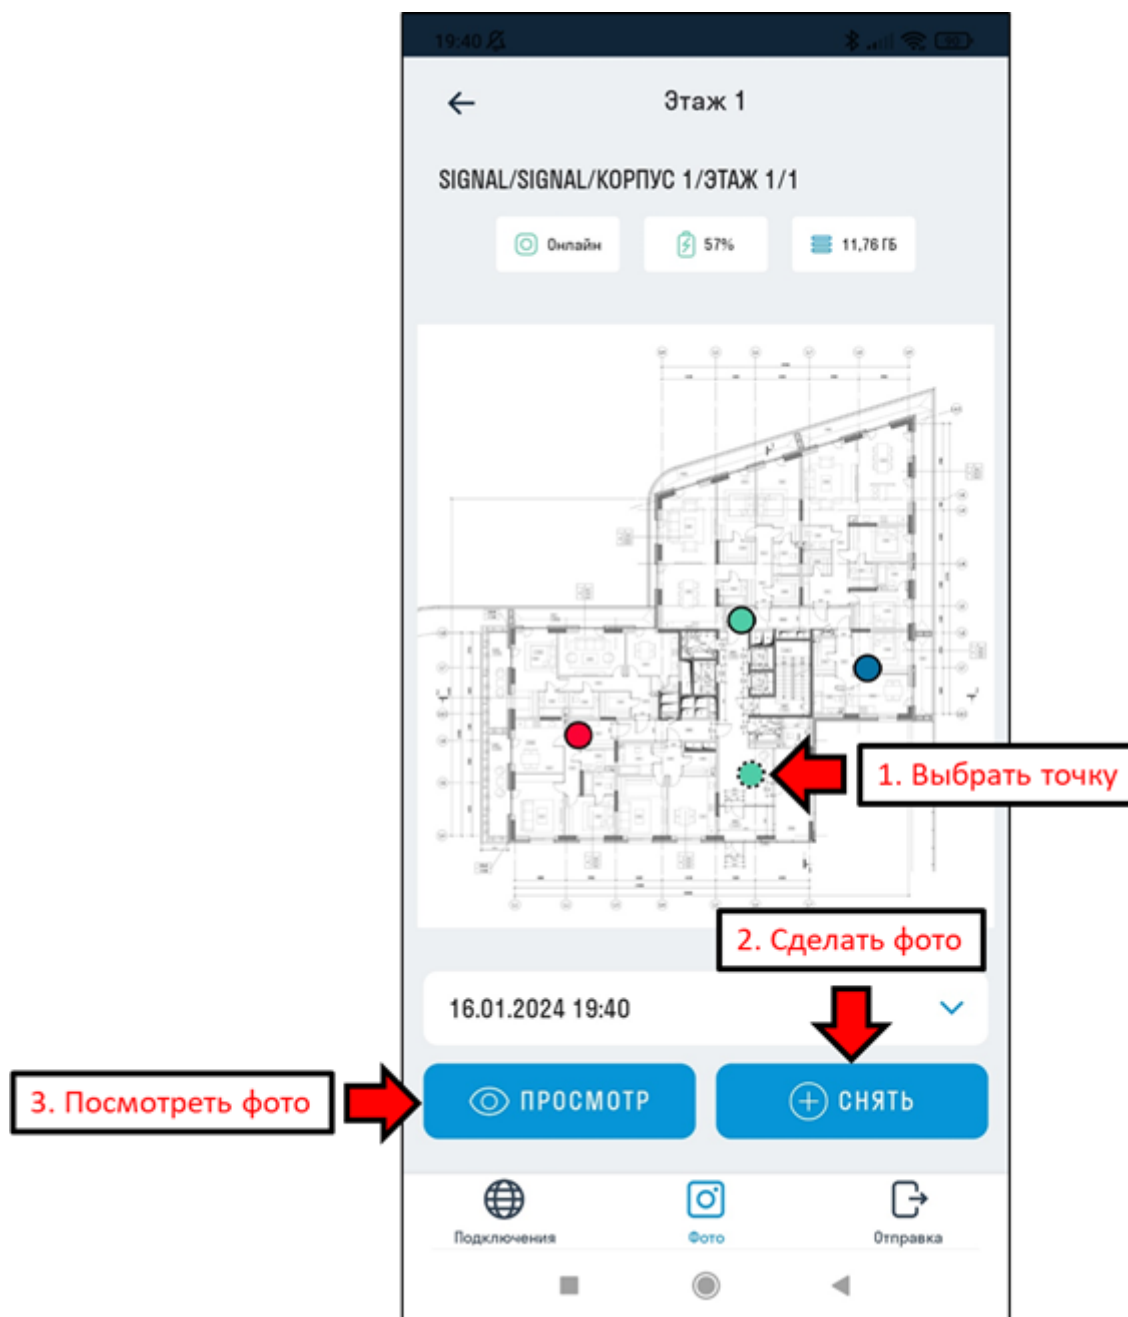 19:40
90
Этаж 1
SIGNAL/SIGNAL/КОРПУС 1/ЭТАЖ 1/1
Онлайн
57%
11,76 ГБ
1. Выбрать точку
2. Сделать фото
16.01.2024 19:40
3. Посмотреть фото
ПРОСМОТР
СНЯТЬ
Подключения
Фото
Отправка